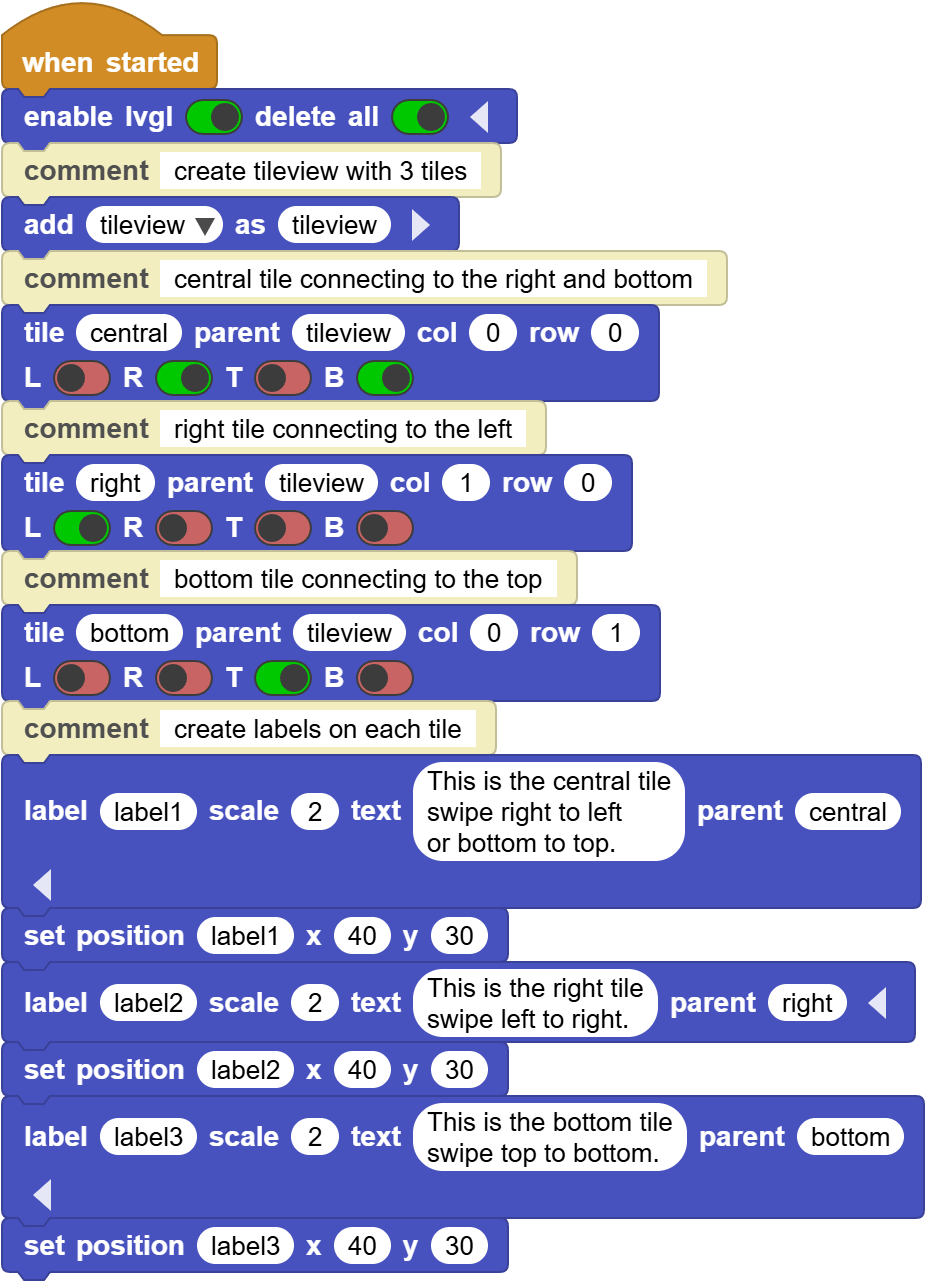 when started
enable lvgl delete all
comment create tileview with 3 tiles
add tileview as tileview
comment central tile connecting to the right and bottom
tile central parent tileview col 0 row 0
L R T B
comment right tile connecting to the left
tile right parent tileview col 1 row 0
L R T B
comment bottom tile connecting to the top
tile bottom parent tileview col 0 row 1
L R T B
comment create labels on each tile
label label1 scale 2 text This is the central tile
swipe right to left
or bottom to top. parent central
set position label1 x 40 y 30
label label2 scale 2 text This is the right tile
swipe left to right. parent right
set position label2 x 40 y 30
label label3 scale 2 text This is the bottom tile
swipe top to bottom. parent bottom
set position label3 x 40 y 30